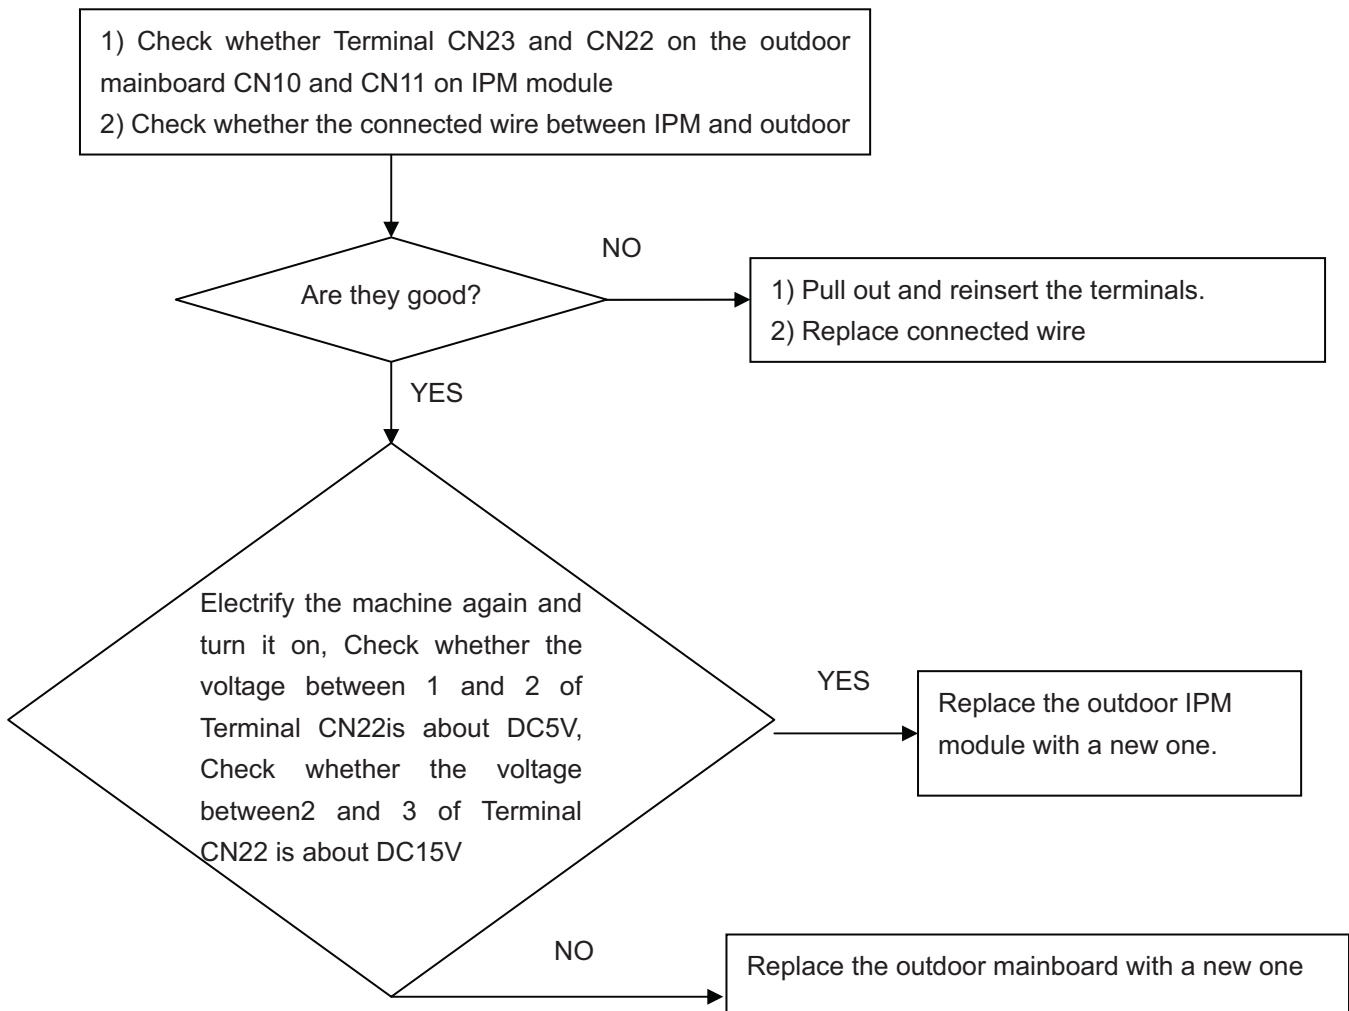 1) Check whether Terminal CN23 and CN22 on the outdoor
mainboard CN10 and CN11 on IPM module
2) Check whether the connected wire between IPM and outdoor
NO
Are they good?
1) Pull out and reinsert the terminals.
2) Replace connected wire
YES
Electrify the machine again and
turn it on, Check whether the
voltage between 1 and 2 of
Terminal CN22is about DC5V,
Check whether the voltage
between2 and 3 of Terminal
CN22 is about DC15V
YES
Replace the outdoor IPM
module with a new one.
NO
Replace the outdoor mainboard with a new one